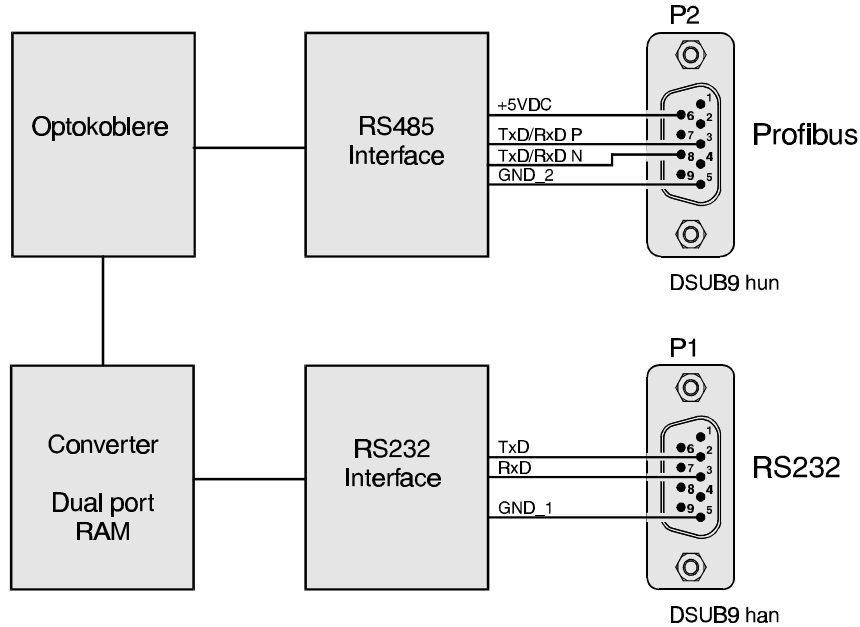 P2
Optokoblere
RS485
Interface
+5VDC
TxD/RxD P
TxD/RxD N
GND_2
1
6
2
7
3
8
4
9
5
Profibus
DSUB9 hun
P1
Converter
Dual port
RAM
RS232
Interface
TxD
RxD
GND_1
1
6
2
7
3
8
4
9
5
RS232
DSUB9 han